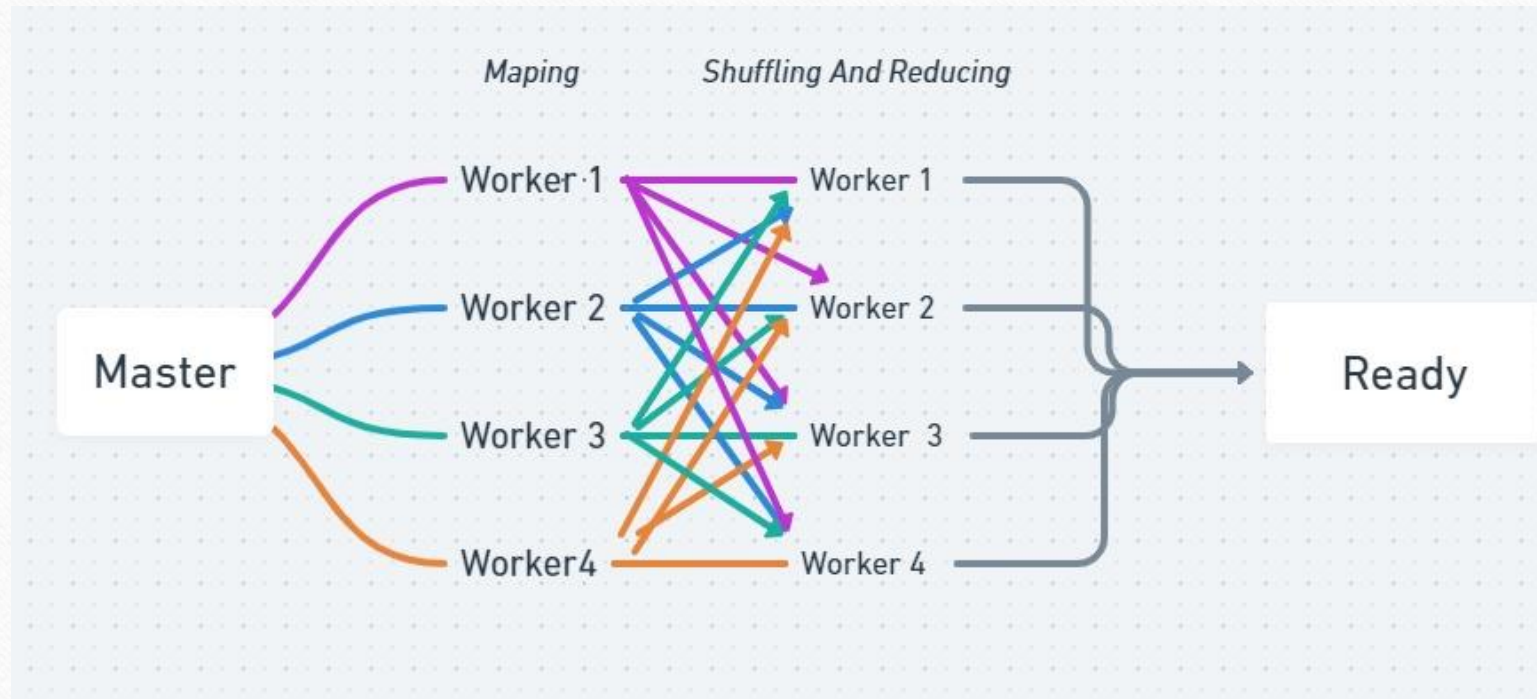 Maping
Shuffling And Reducing
Worker 1
Worker 1
Worker 2
Worker 2
Master
Ready
Worker 3
Worker 3
Worker4
Worker 4